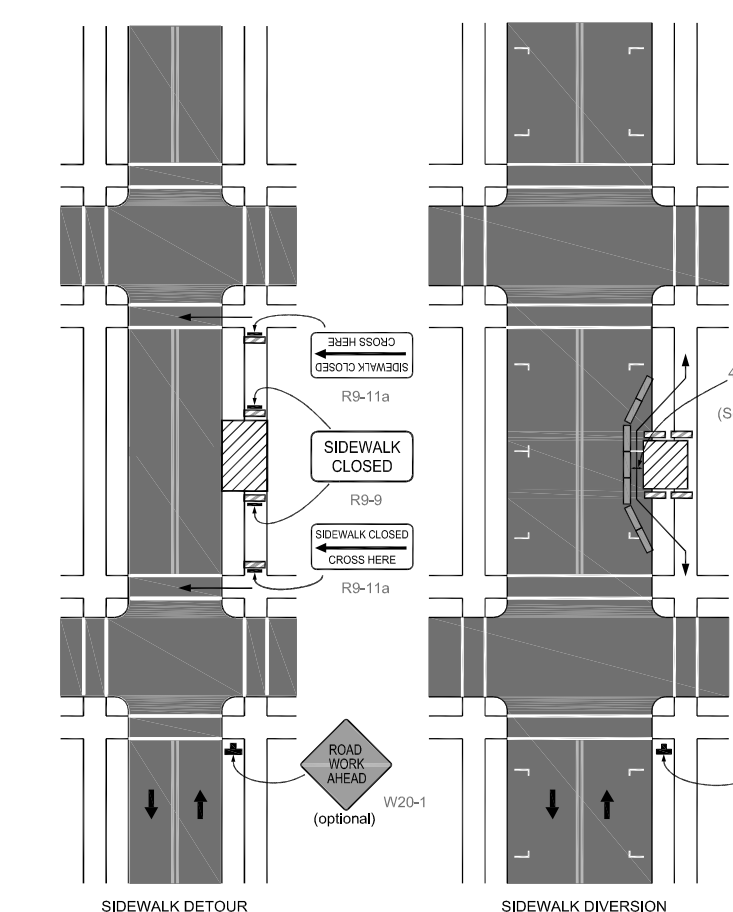 CROSS HERE
SIDEWALK CLOSED
R9-11a
4
(S
SIDEWALK
CLOSED
R9-9
SIDEWALK CLOSED
CROSS HERE
R9-11a
ROAD
WORK
AHEAD
W20-1
(optional)
SIDEWALK DETOUR
SIDEWALK DIVERSION